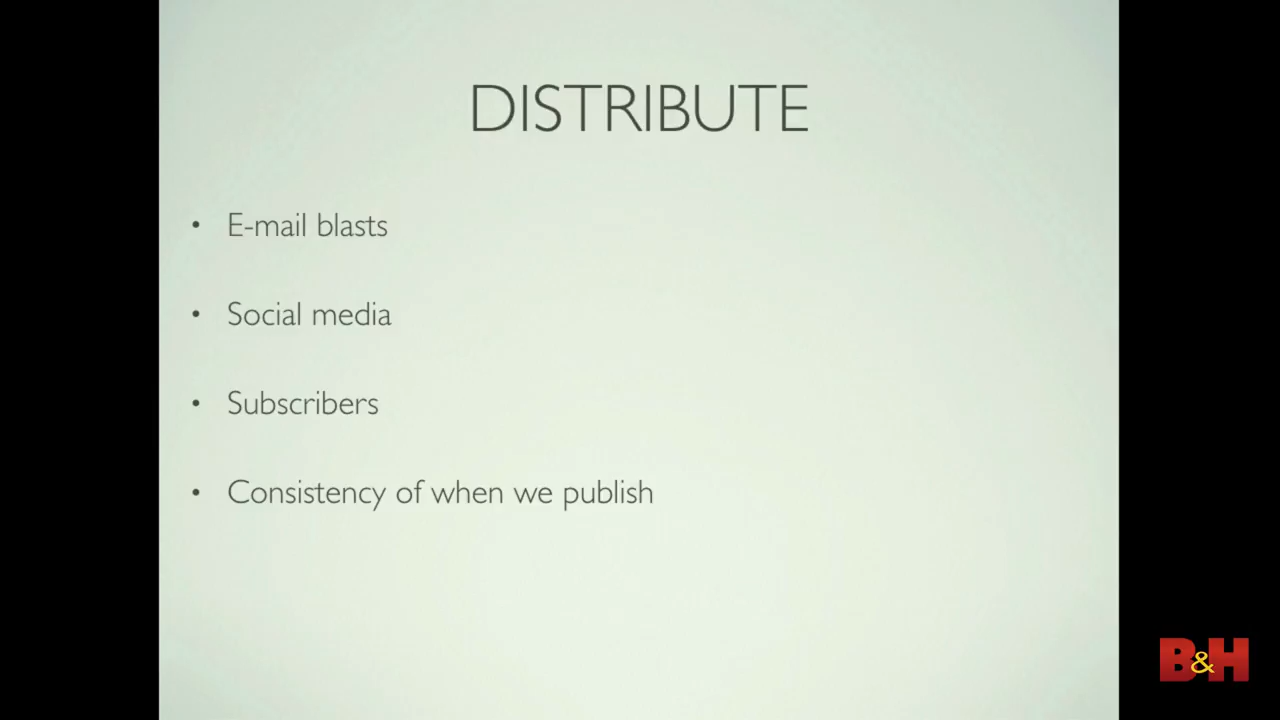 DISTRIBUTE
• E-mail blasts
• Social media
• Subscribers
• Consistency of when we publish
B&H